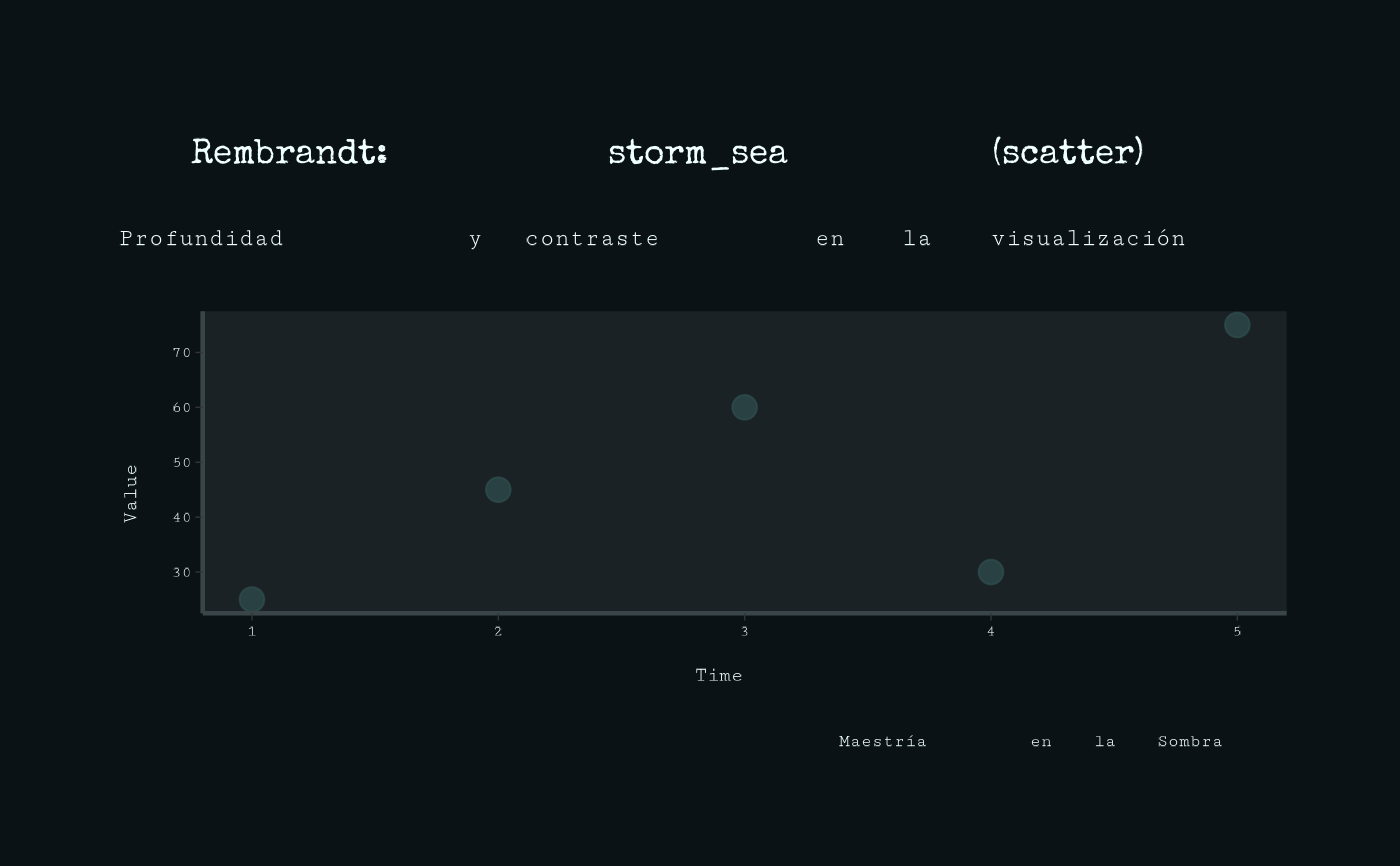 Rembrandt: storm_sea (scatter)
Profundidad y contraste en la visualización
70
60
50
40
30
Value
1 2 3 4 5
Time
Maestría en la Sombra